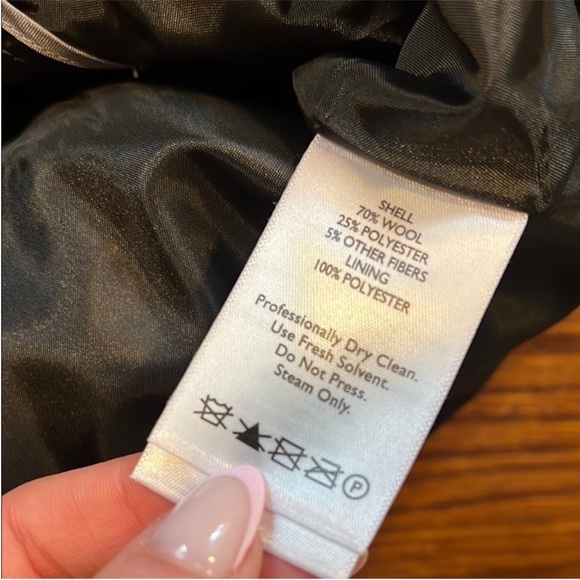 SHELL
70% WOOL
25% POLYESTER
5% OTHER FIBERS
LINING
100% POLYESTER
Professionally Dry Clean.
Use Fresh Solvent.
Do Not Press.
Steam Only.
P